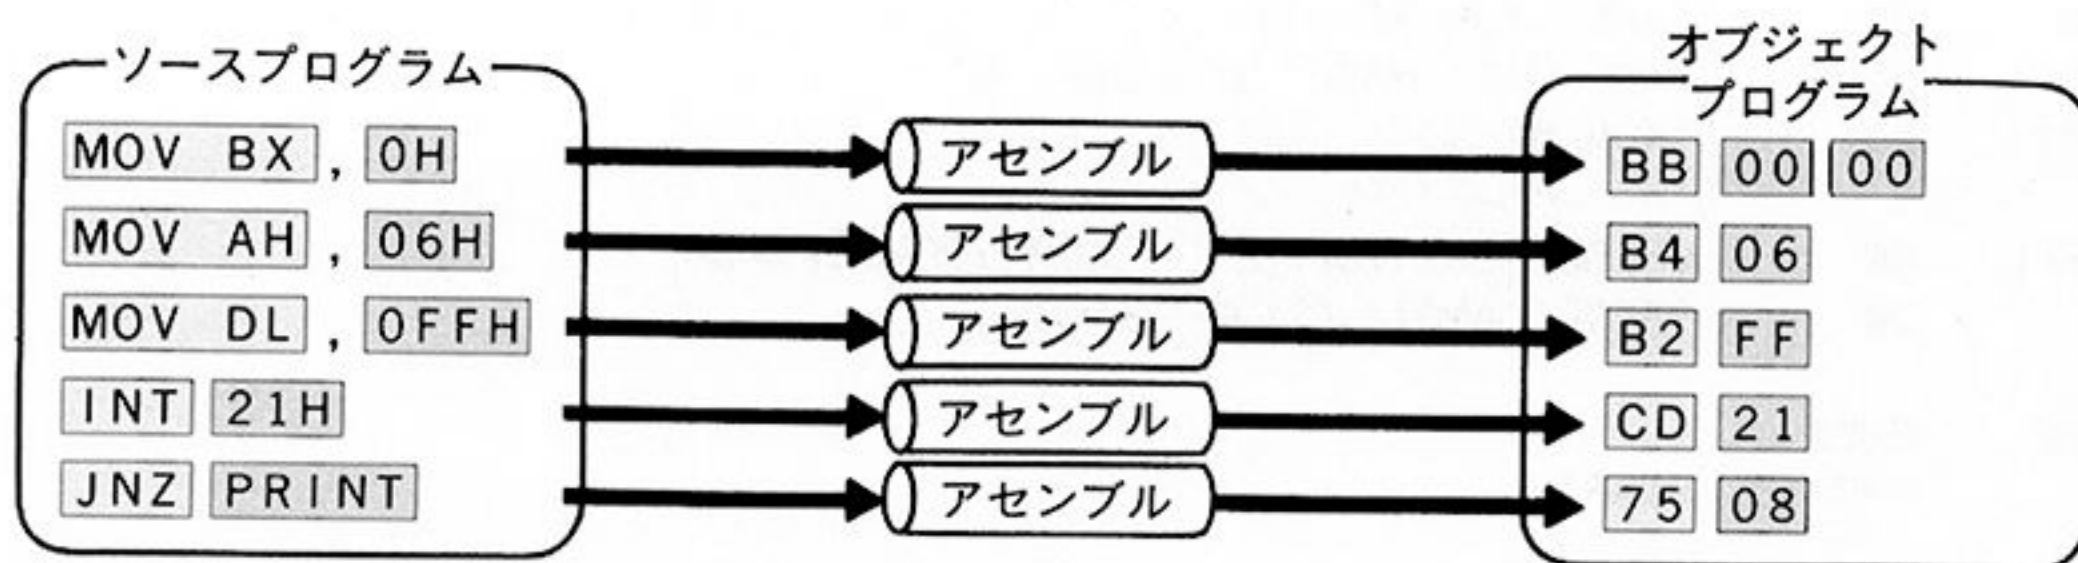 ソースプログラム
MOV BX , 0H
MOV AH , 06H
MOV DL , 0FFH
INT 21H
JNZ PRINT
アセンブル
アセンブル
アセンブル
アセンブル
アセンブル
オブジェクト
プログラム
BB 00 00
B4 06
B2 FF
CD 21
75 08